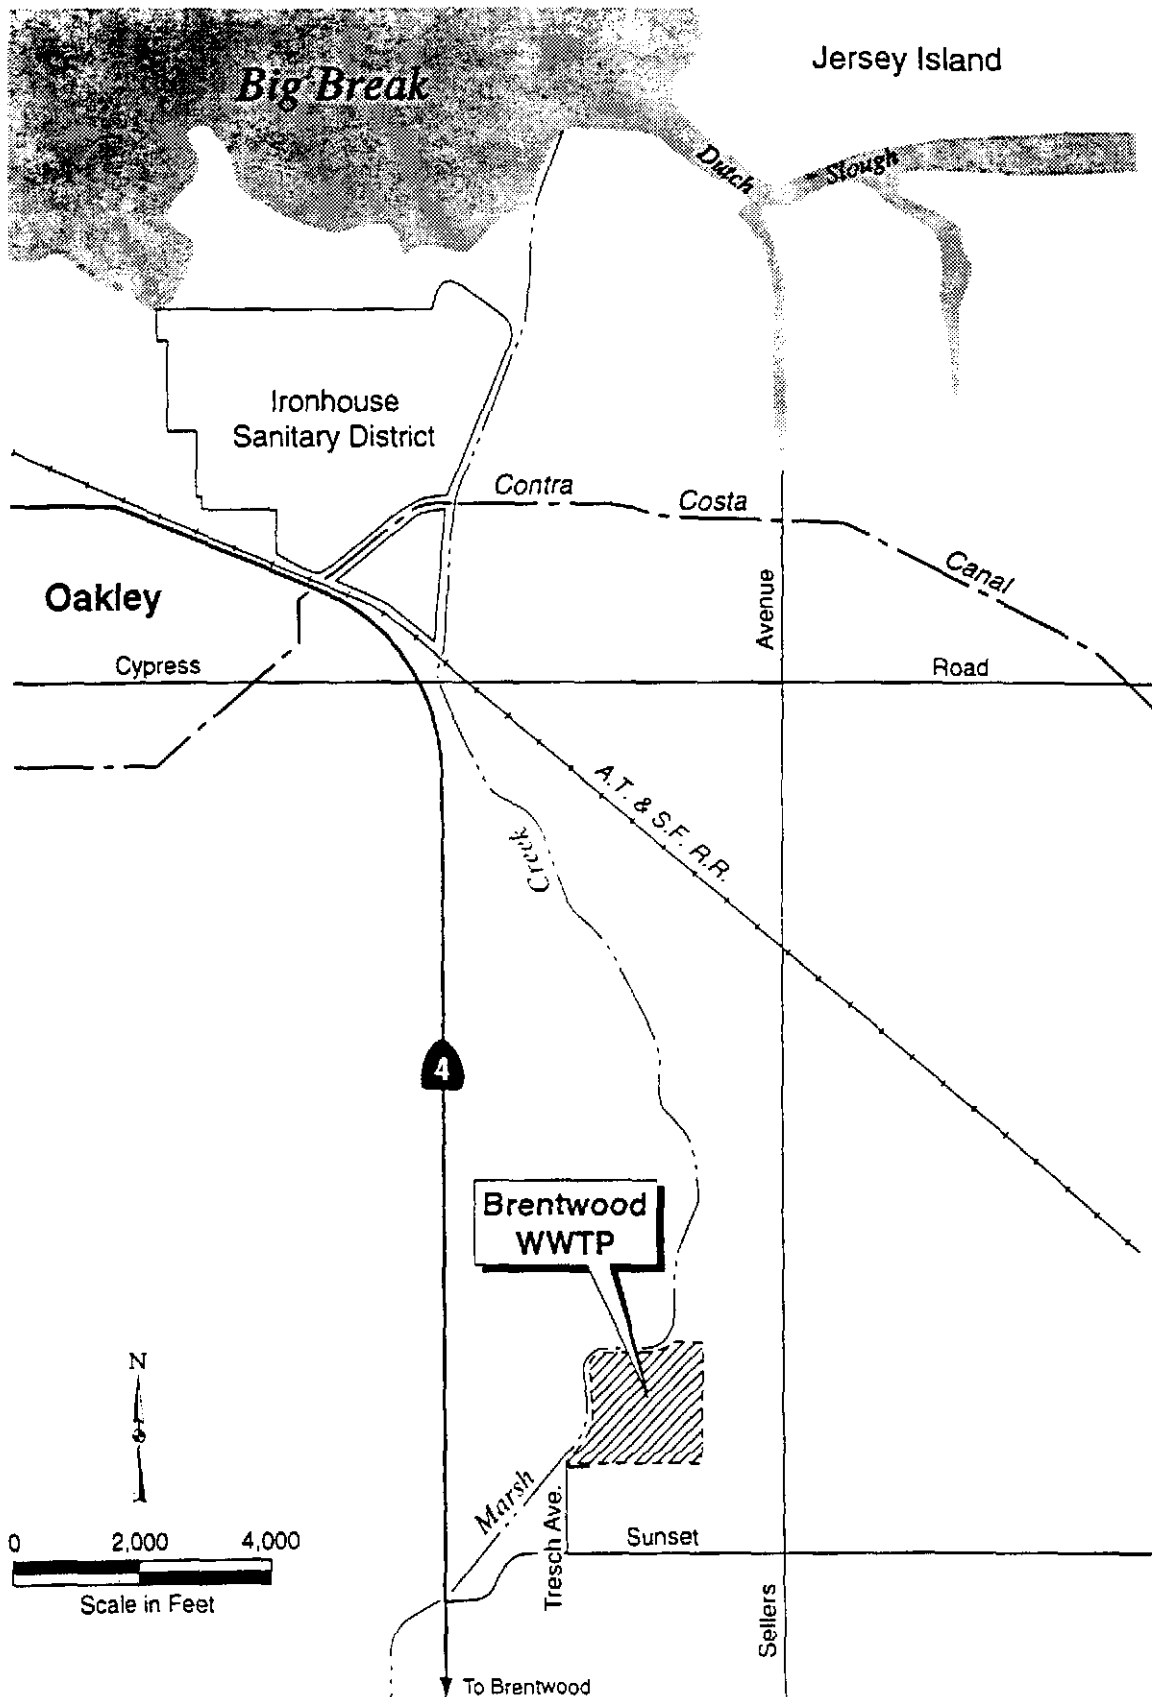 Jersey Island
Big Break
Dutch
Slough
Ironhouse
Sanitary District
Contra
Costa
Canal
Oakley
Avenue
Cypress
Road
A.T. & S.F. R.R.
Creek
4
Brentwood
WWTP
N
Marsh
Tresch Ave.
Sunset
0 2,000 4,000
Scale in Feet
Sellers
To Brentwood